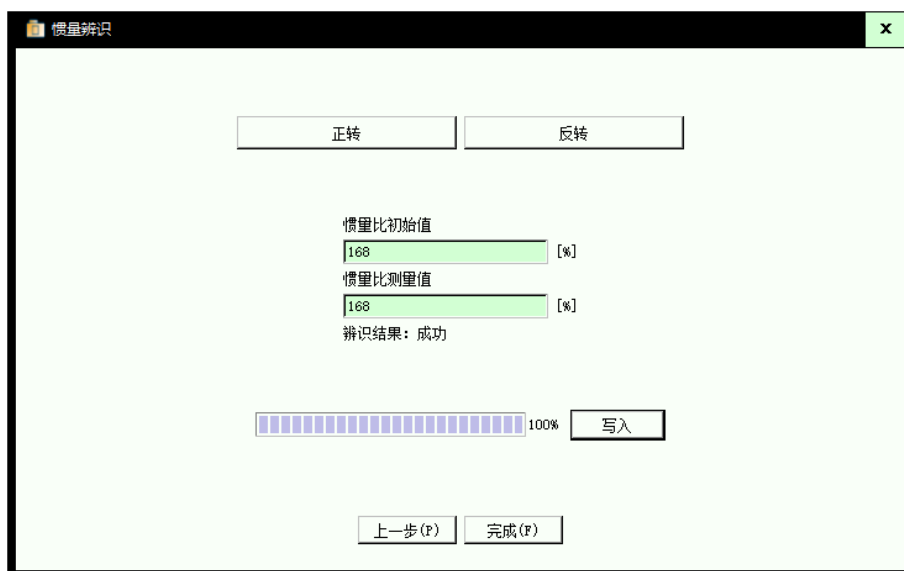 惯量辨识
x
正转 反转
惯量比初始值
168 [%]
惯量比测量值
168 [%]
辨识结果: 成功
100% 写入
上一步(P) 完成(F)